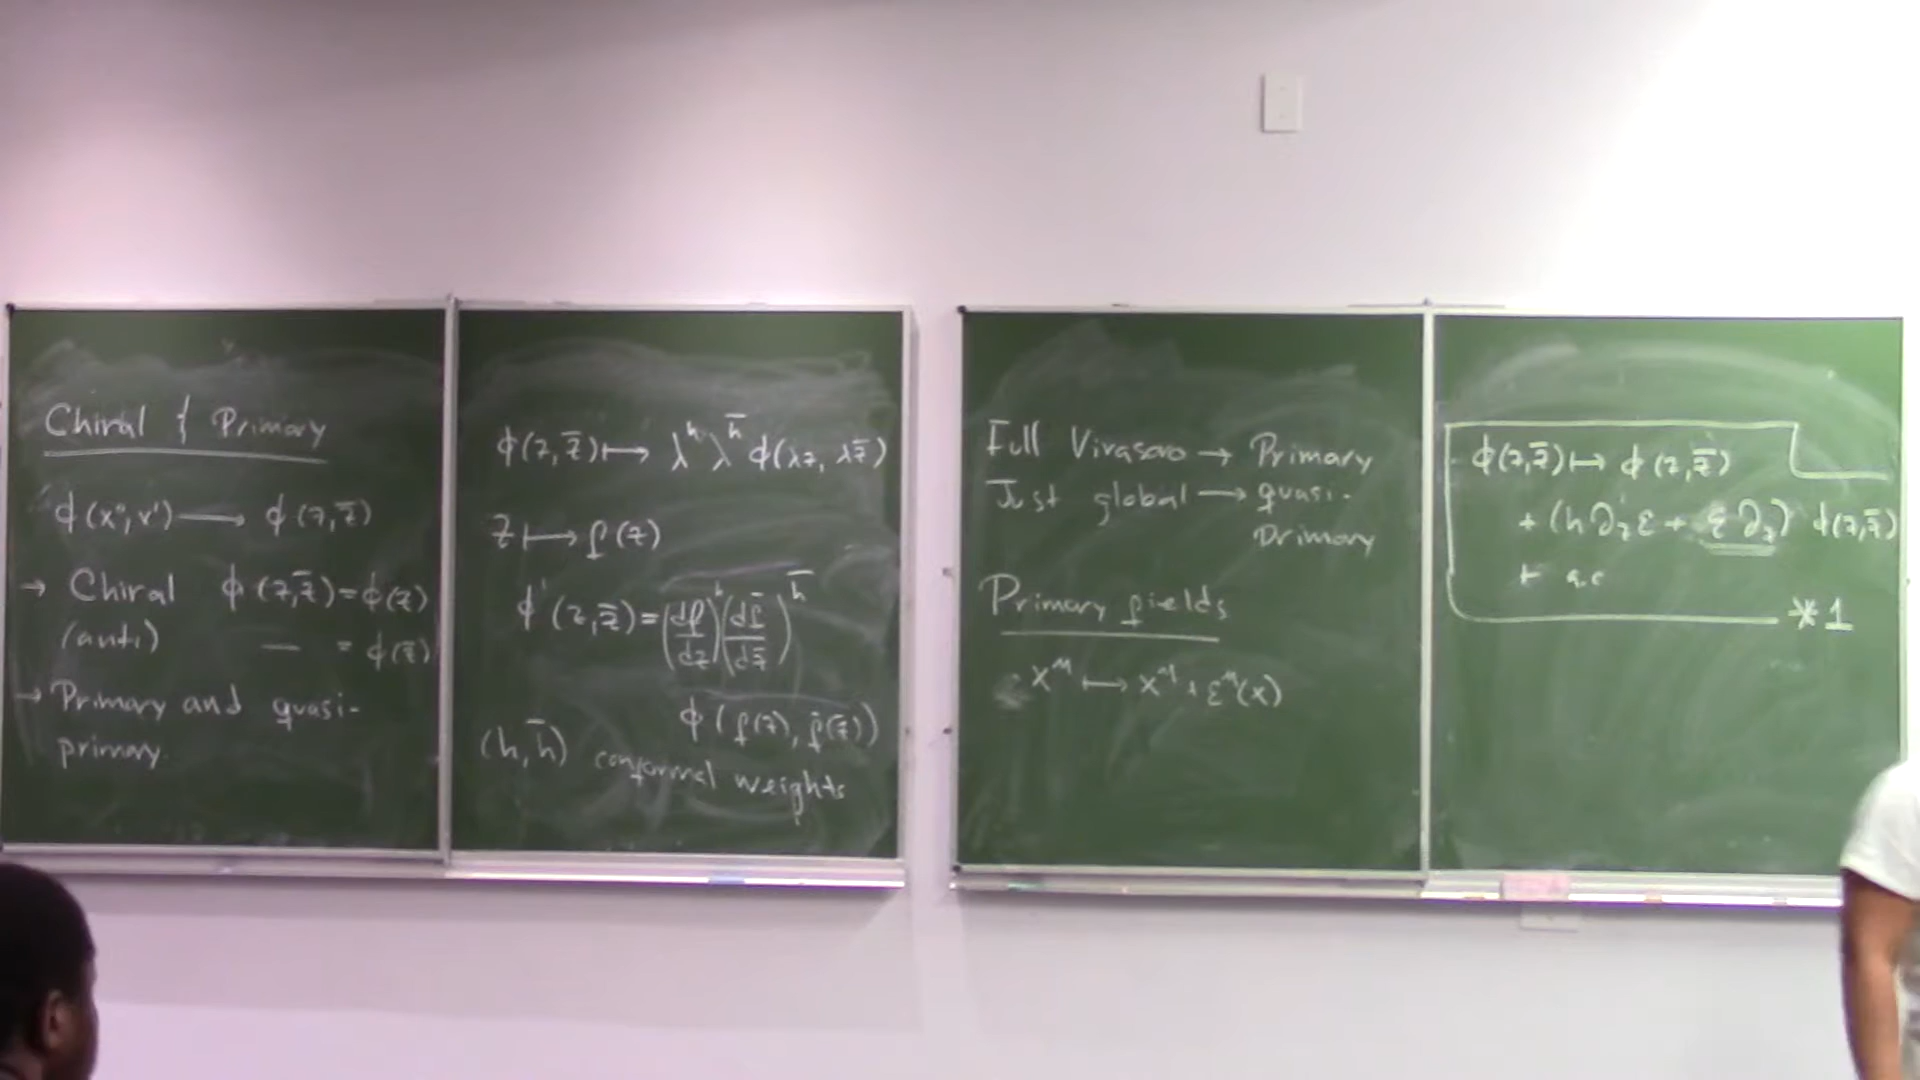 Chiral & Primary
ϕ(x⁰,x¹) ⟶ ϕ(z,z̄)
→ Chiral ϕ(z,z̄)=ϕ(z)
(anti) — = ϕ(z̄)
→ Primary and quasi-
primary.
ϕ(z,z̄) ↦ λ^h λ^h̄ ϕ(λz, λz̄)
z ↦ f(z)
ϕ'(z,z̄) = (df/dz)^h (df̄/dz̄)^h̄
ϕ(f(z), f̄(z̄))
(h,h̄) conformal weights
Full Virasoro → Primary
Just global → quasi-
Primary
Primary fields
x^μ ↦ x^μ + ε^μ(x)
ϕ(z,z̄) ↦ ϕ(z,z̄)
+ (h∂_z ε + ε∂_z) ϕ(z,z̄)
+ a.c
*1